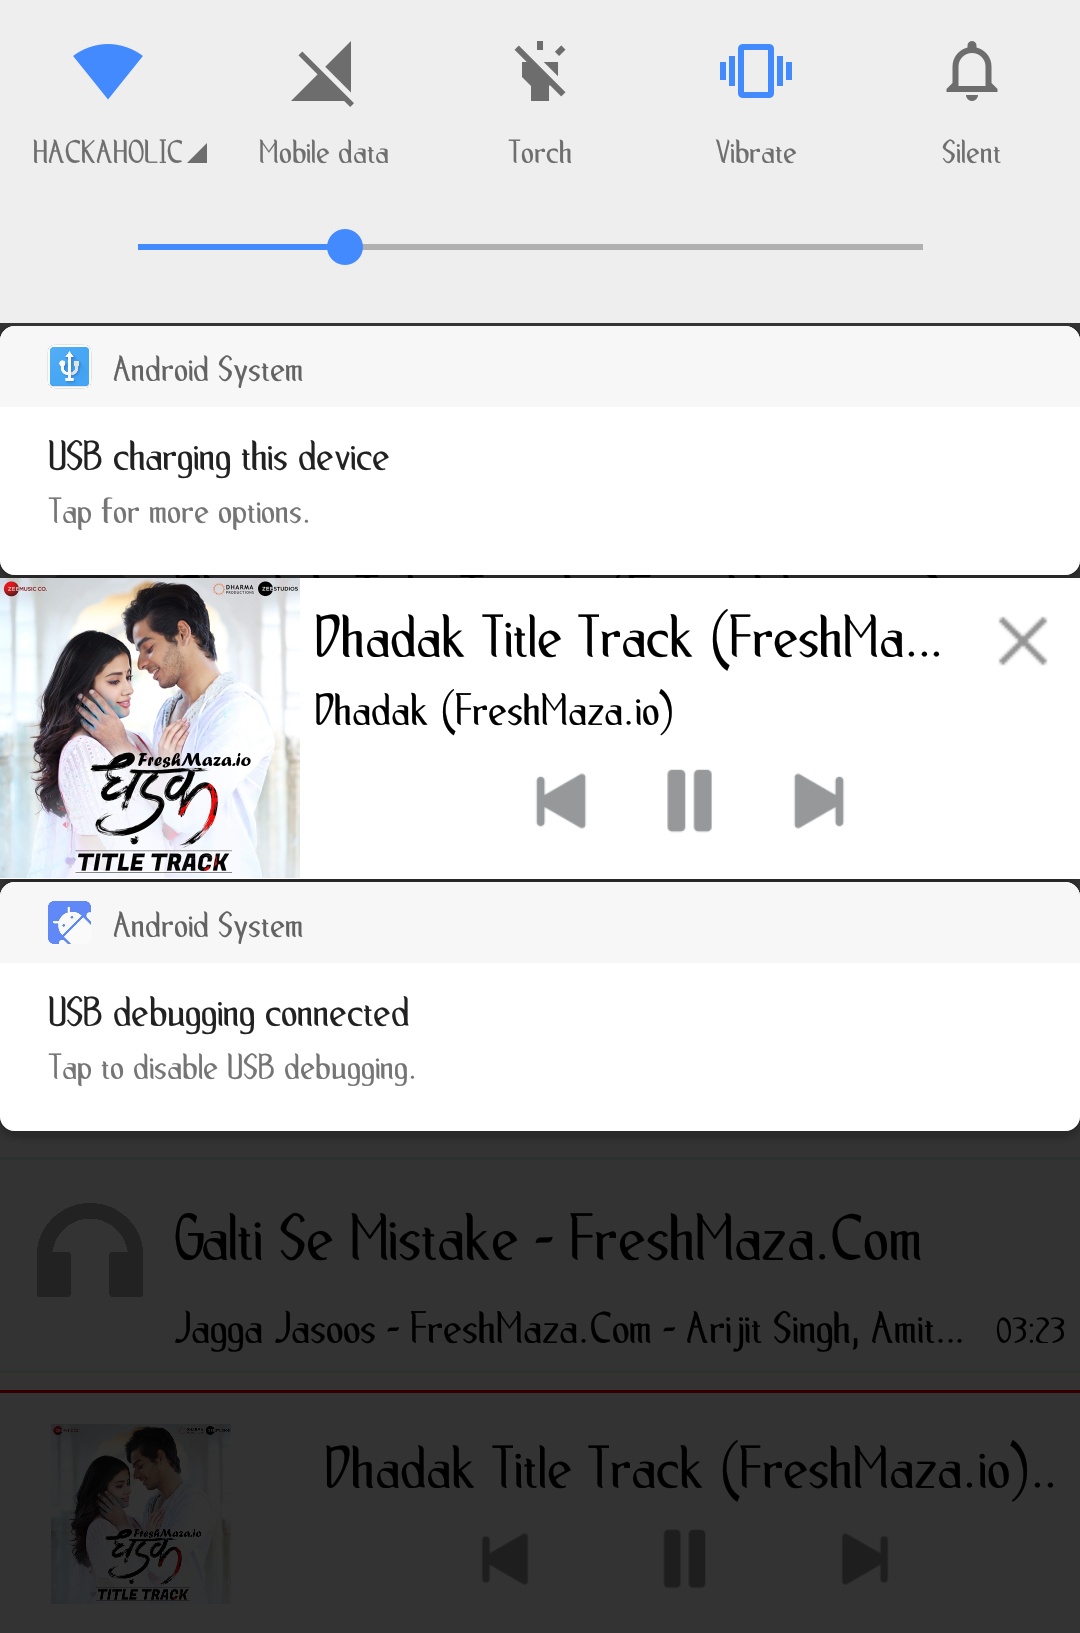 HACKAHOLIC
Mobile data
Torch
Vibrate
Silent
Android System
USB charging this device
Tap for more options.
ZEE MUSIC CO.
DHARMA
PRODUCTIONS
ZEE STUDIOS
FreshMaza.io
धड़क
TITLE TRACK
Dhadak Title Track (FreshMa...
Dhadak (FreshMaza.io)
Android System
USB debugging connected
Tap to disable USB debugging.
Galti Se Mistake - FreshMaza.Com
Jagga Jasoos - FreshMaza.Com - Arijit Singh, Amit...
03:23
FreshMaza.io
धड़क
TITLE TRACK
Dhadak Title Track (FreshMaza.io)..